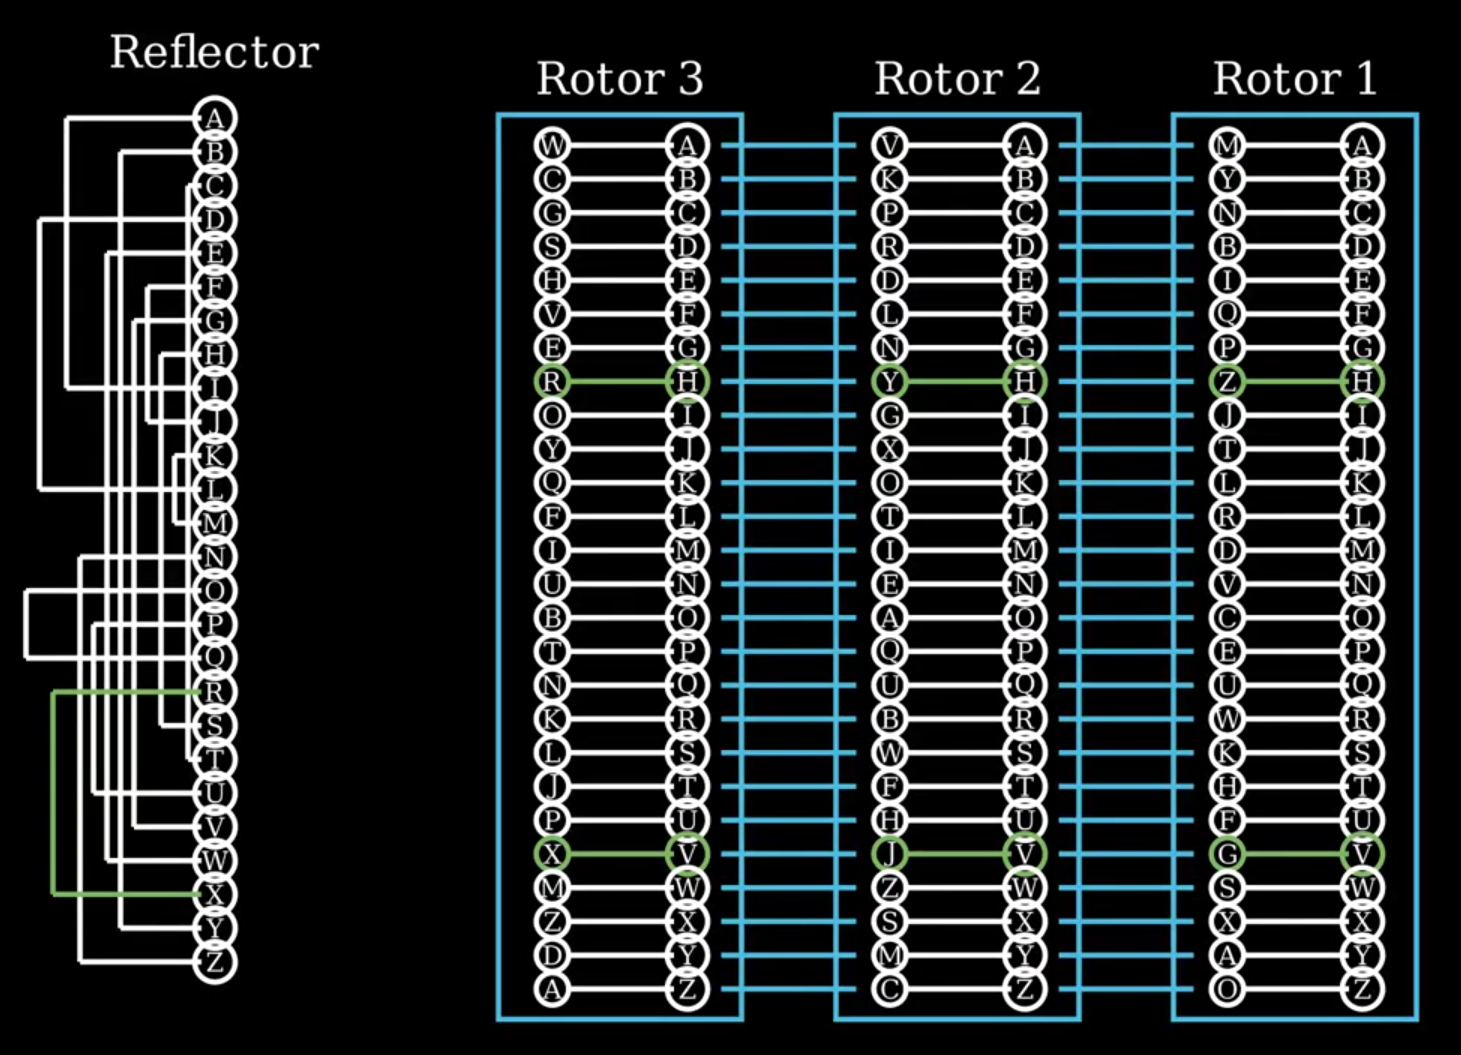 Reflector
Rotor 3 Rotor 2 Rotor 1
A
B
C
D
E
F
G
H
I
J
K
L
M
N
O
P
Q
R
S
T
U
V
W
X
Y
Z
W A V A M A
C B K B Y B
G C P C N C
S D R D B D
H E D E I E
V F L F Q F
E G N G P G
R H Y H Z H
O I G I J I
Y J X J T J
Q K O K L K
F L T L R L
I M I M D M
U N E N V N
B O A O C O
T P Q P E P
N Q U Q U Q
K R B R W R
L S W S K S
J T F T H T
P U H U F U
X V J V G V
M W Z W S W
Z X S X X X
D Y M Y A Y
A Z C Z O Z